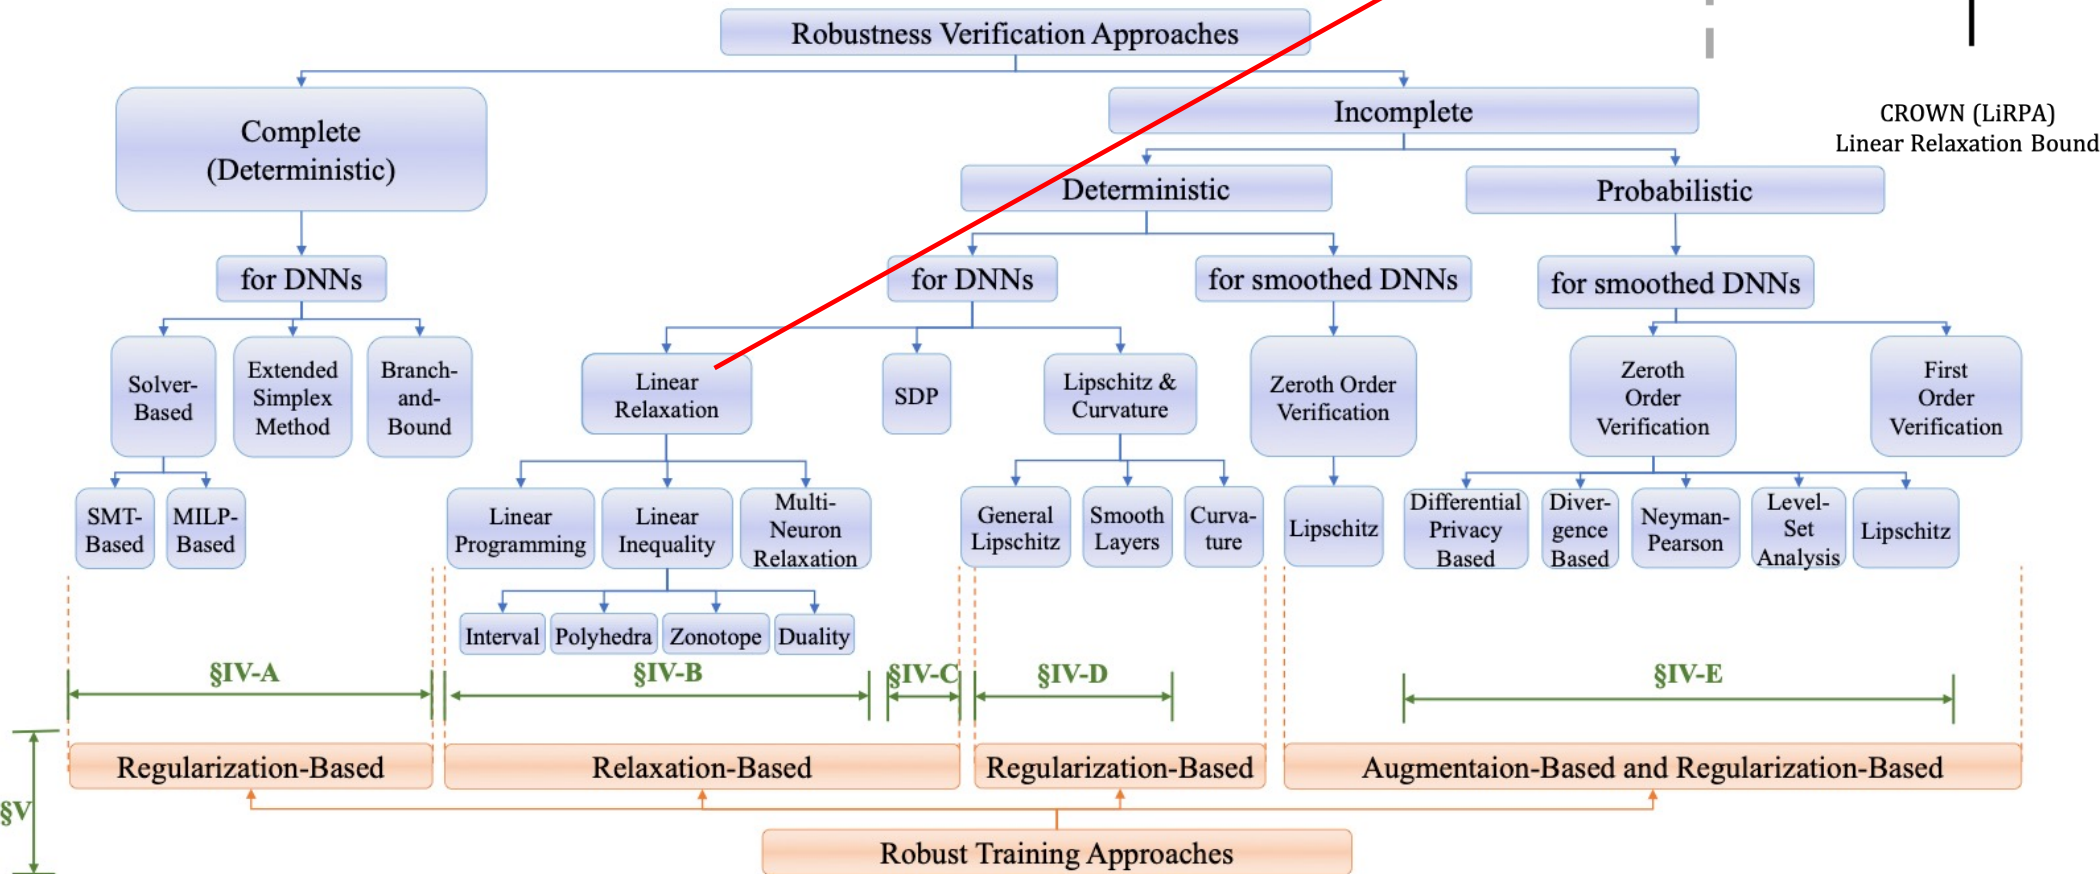 Robustness Verification Approaches
Complete
(Deterministic)
Incomplete
CROWN (LiRPA)
Linear Relaxation Bound
Deterministic
Probabilistic
for DNNs
for DNNs
for smoothed DNNs
for smoothed DNNs
Solver-
Based
Extended
Simplex
Method
Branch-
and-
Bound
Linear
Relaxation
SDP
Lipschitz &
Curvature
Zeroth Order
Verification
Zeroth
Order
Verification
First
Order
Verification
SMT-
Based
MILP-
Based
Linear
Programming
Linear
Inequality
Multi-
Neuron
Relaxation
General
Lipschitz
Smooth
Layers
Curva-
ture
Lipschitz
Differential
Privacy
Based
Diver-
gence
Based
Neyman-
Pearson
Level-
Set
Analysis
Lipschitz
Interval
Polyhedra
Zonotope
Duality
§IV-A
§IV-B
§IV-C
§IV-D
§IV-E
Regularization-Based
Relaxation-Based
Regularization-Based
Augmentaion-Based and Regularization-Based
§V
Robust Training Approaches